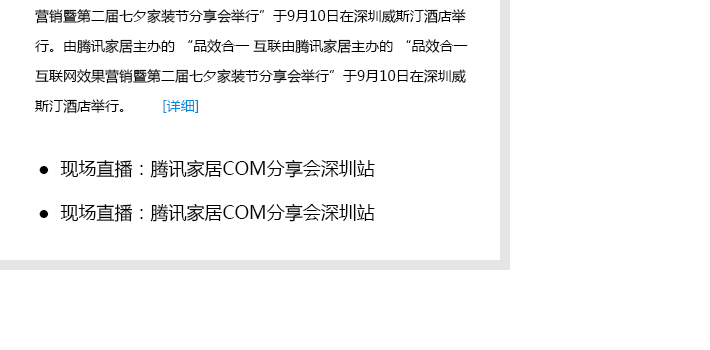 营销暨第二届七夕家装节分享会举行”于9月10日在深圳威斯汀酒店举
行。由腾讯家居主办的 “品效合一 互联由腾讯家居主办的 “品效合一
互联网效果营销暨第二届七夕家装节分享会举行”于9月10日在深圳威
斯汀酒店举行。 [详细]
● 现场直播：腾讯家居COM分享会深圳站
● 现场直播：腾讯家居COM分享会深圳站